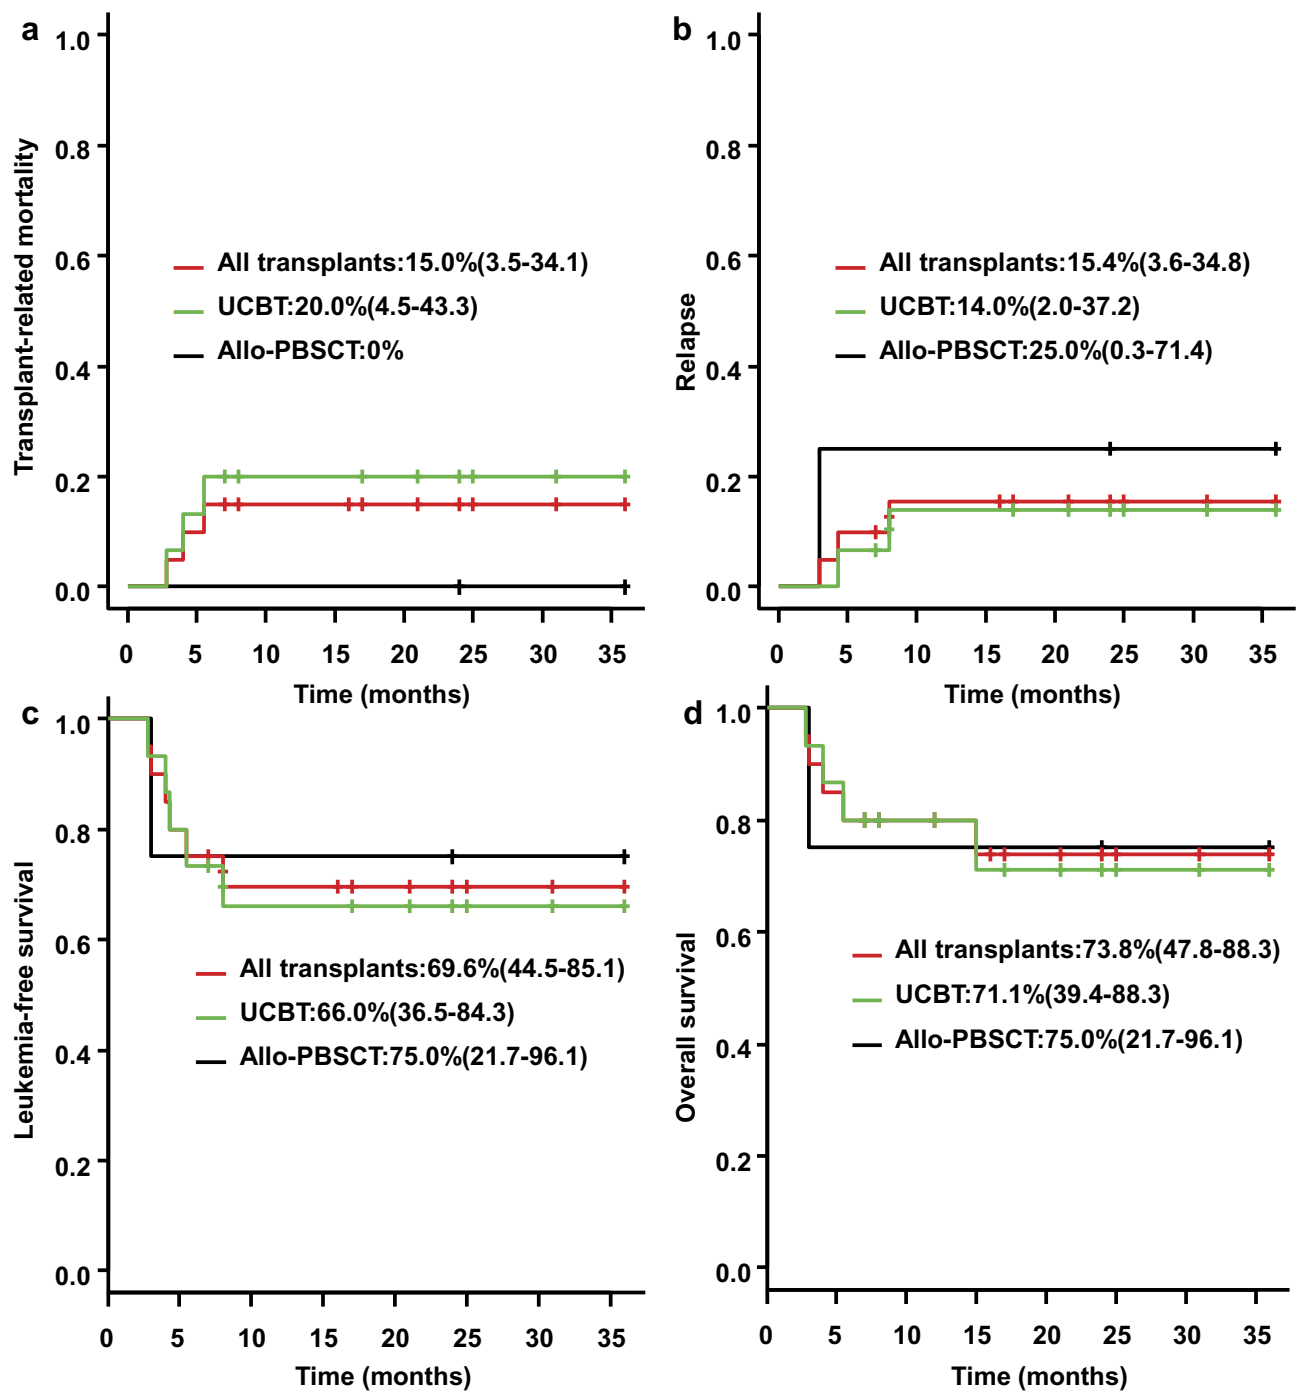 a
1.0
0.8
0.6
0.4
0.2
0.0
Transplant-related mortality
All transplants:15.0%(3.5-34.1)
UCBT:20.0%(4.5-43.3)
Allo-PBSCT:0%
0 5 10 15 20 25 30 35
Time (months)
b
1.0
0.8
0.6
0.4
0.2
0.0
Relapse
All transplants:15.4%(3.6-34.8)
UCBT:14.0%(2.0-37.2)
Allo-PBSCT:25.0%(0.3-71.4)
0 5 10 15 20 25 30 35
Time (months)
c
1.0
0.8
0.6
0.4
0.2
0.0
Leukemia-free survival
All transplants:69.6%(44.5-85.1)
UCBT:66.0%(36.5-84.3)
Allo-PBSCT:75.0%(21.7-96.1)
0 5 10 15 20 25 30 35
Time (months)
d
1.0
0.8
0.6
0.4
0.2
0.0
Overall survival
All transplants:73.8%(47.8-88.3)
UCBT:71.1%(39.4-88.3)
Allo-PBSCT:75.0%(21.7-96.1)
0 5 10 15 20 25 30 35
Time (months)